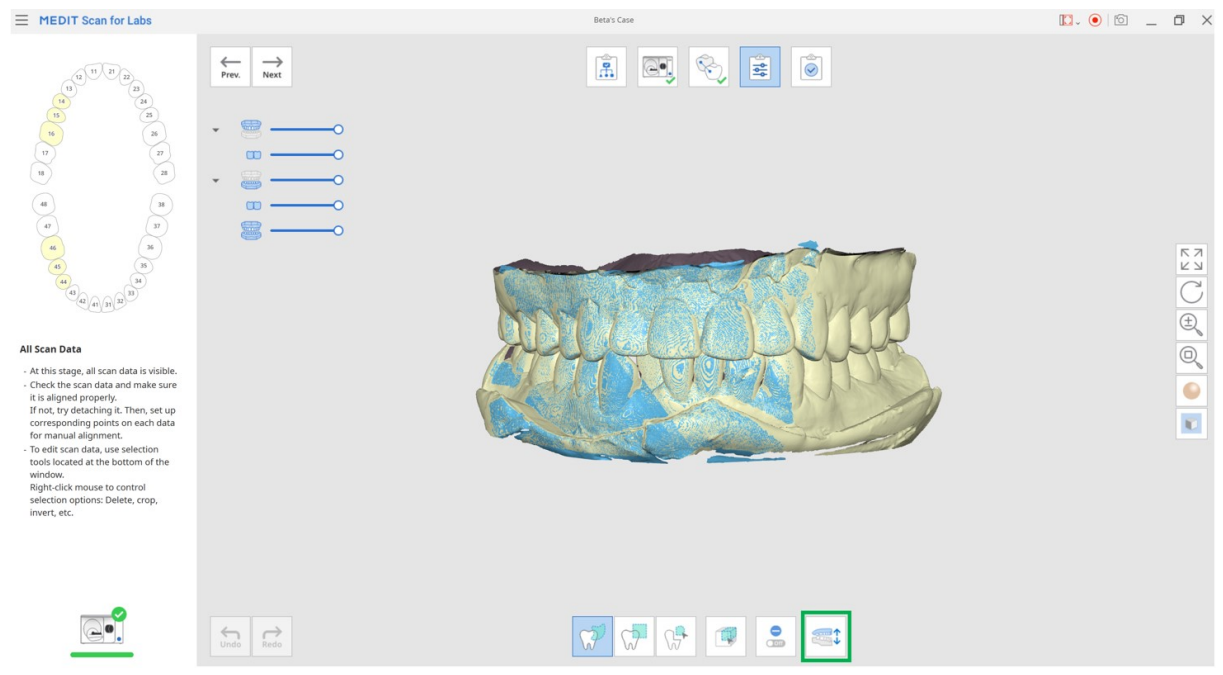 MEDIT Scan for Labs
Beta's Case
Prev.
Next
11 21
12 22
13 23
14 24
15 25
16 26
17 27
18 28
48 38
47 37
46 36
45 35
44 34
43 33
42 41 31 32
All Scan Data
- At this stage, all scan data is visible.
- Check the scan data and make sure
it is aligned properly.
If not, try detaching it. Then, set up
corresponding points on each data
for manual alignment.
- To edit scan data, use selection
tools located at the bottom of the
window.
Right-click mouse to control
selection options: Delete, crop,
invert, etc.
Undo
Redo
Off